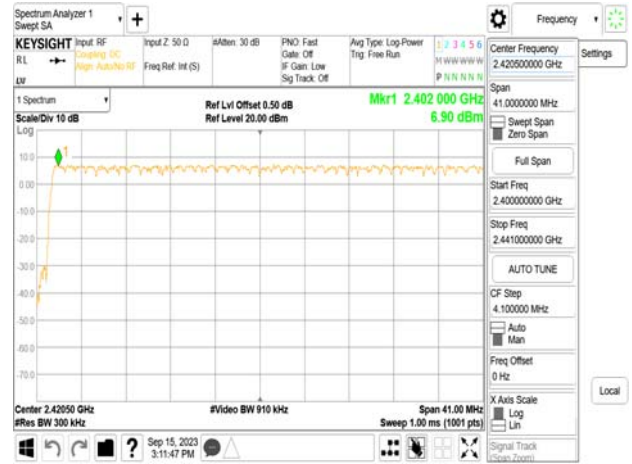 Spectrum Analyzer 1
Swept SA
+
Frequency
KEYSIGHT Input: RF
RL
Coupling: DC
Align: Auto/No RF
LV
Input Z: 50 Ω
Freq Ref: Int (S)
#Atten: 30 dB
PNO: Fast
Gate: Off
IF Gain: Low
Sig Track: Off
Avg Type: Log-Power
Trig: Free Run
1 2 3 4 5 6
M W W W W W
P N N N N N
Center Frequency
2.420500000 GHz
Settings
Span
41.0000000 MHz
Swept Span
Zero Span
Full Span
Start Freq
2.400000000 GHz
Stop Freq
2.441000000 GHz
AUTO TUNE
CF Step
4.100000 MHz
Auto
Man
Freq Offset
0 Hz
X Axis Scale
Log
Lin
Signal Track
(Span Zoom)
Local
1 Spectrum
Scale/Div 10 dB
Log
Ref Lvl Offset 0.50 dB
Ref Level 20.00 dBm
Mkr1 2.402 000 GHz
6.90 dBm
1
10.0
0.00
-10.0
-20.0
-30.0
-40.0
-50.0
-60.0
-70.0
Center 2.42050 GHz
#Res BW 300 kHz
#Video BW 910 kHz
Span 41.00 MHz
Sweep 1.00 ms (1001 pts)
?
Sep 15, 2023
3:11:47 PM